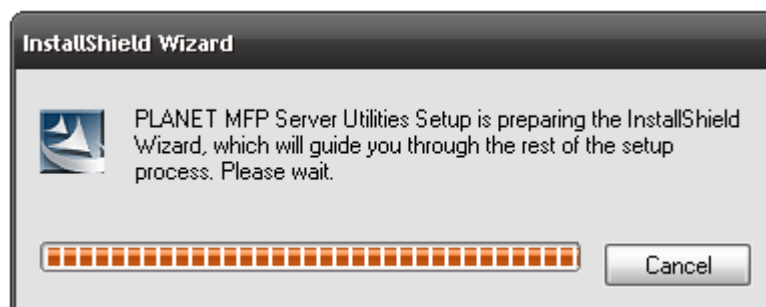 InstallShield Wizard
PLANET MFP Server Utilities Setup is preparing the InstallShield
Wizard, which will guide you through the rest of the setup
process. Please wait.
Cancel